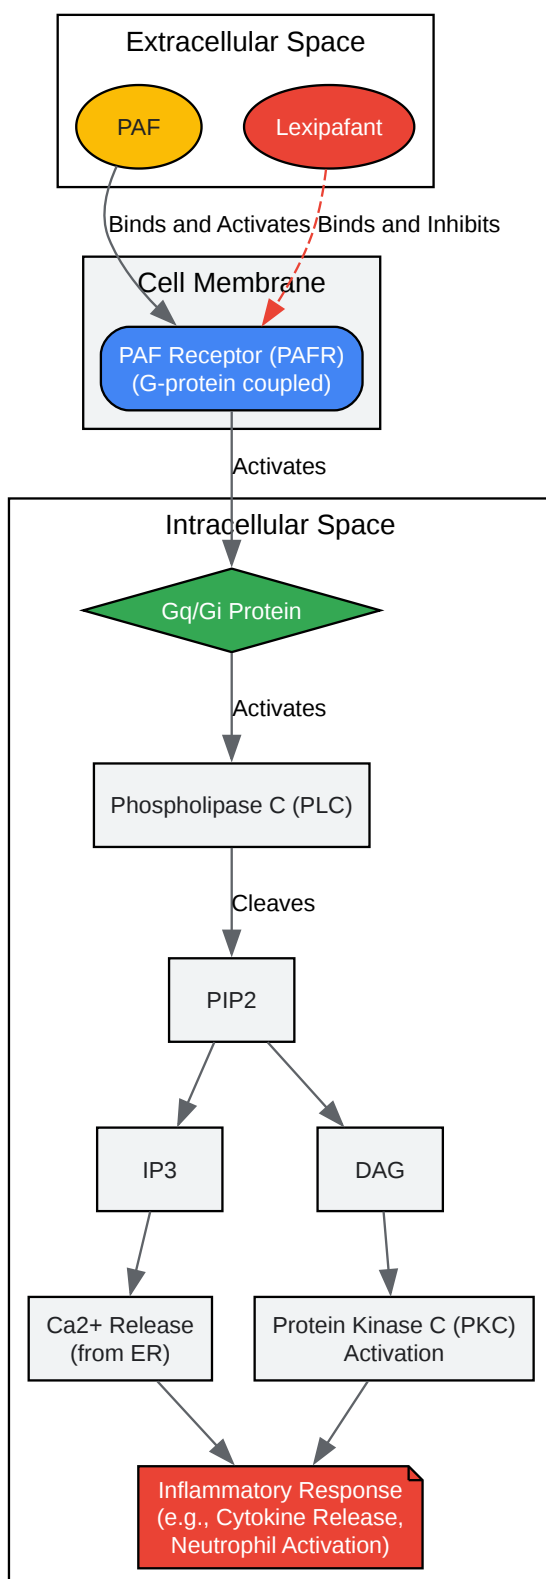 Extracellular Space
PAF
Lexipafant
Binds and Activates
Binds and Inhibits
Cell Membrane
PAF Receptor (PAFR)
(G-protein coupled)
Activates
Intracellular Space
Gq/Gi Protein
Activates
Phospholipase C (PLC)
Cleaves
PIP2
IP3
DAG
Ca2+ Release
(from ER)
Protein Kinase C (PKC)
Activation
Inflammatory Response
(e.g., Cytokine Release,
Neutrophil Activation)